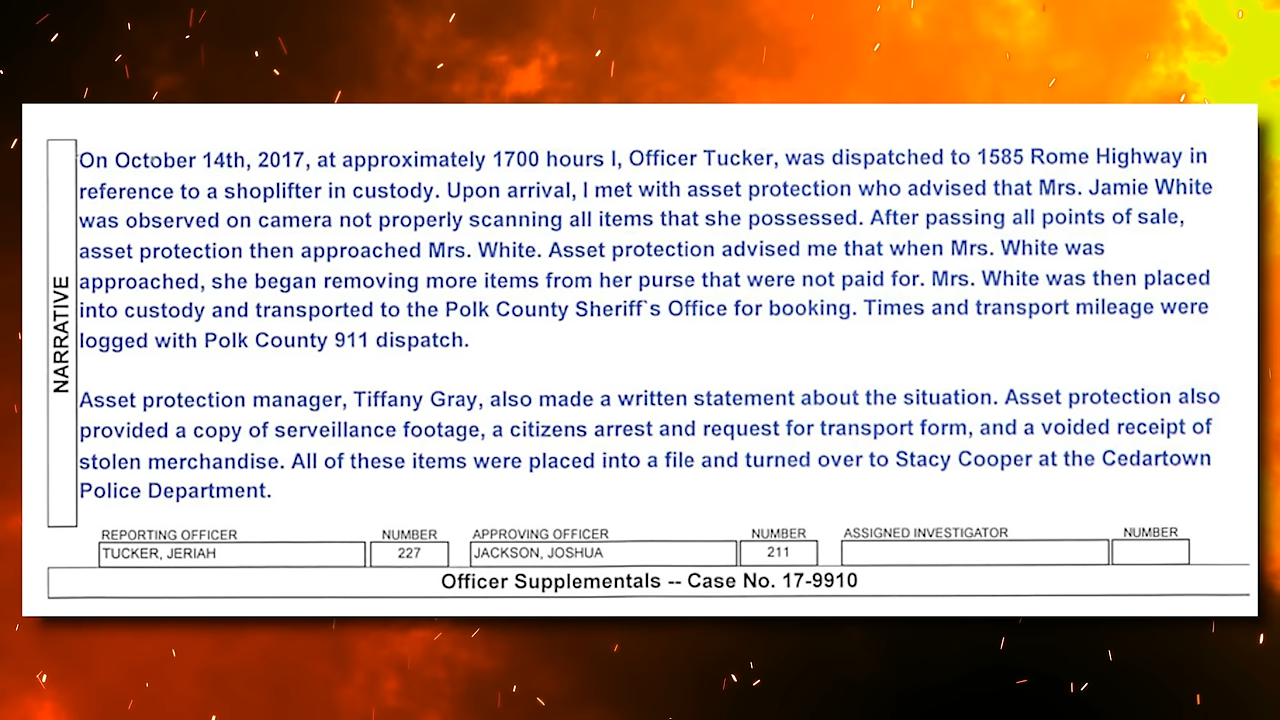 On October 14th, 2017, at approximately 1700 hours I, Officer Tucker, was dispatched to 1585 Rome Highway in
reference to a shoplifter in custody. Upon arrival, I met with asset protection who advised that Mrs. Jamie White
was observed on camera not properly scanning all items that she possessed. After passing all points of sale,
asset protection then approached Mrs. White. Asset protection advised me that when Mrs. White was
approached, she began removing more items from her purse that were not paid for. Mrs. White was then placed
into custody and transported to the Polk County Sheriff`s Office for booking. Times and transport mileage were
logged with Polk County 911 dispatch.
Asset protection manager, Tiffany Gray, also made a written statement about the situation. Asset protection also
provided a copy of serveillance footage, a citizens arrest and request for transport form, and a voided receipt of
stolen merchandise. All of these items were placed into a file and turned over to Stacy Cooper at the Cedartown
Police Department.
NARRATIVE
REPORTING OFFICER NUMBER APPROVING OFFICER NUMBER ASSIGNED INVESTIGATOR NUMBER
TUCKER, JERIAH 227 JACKSON, JOSHUA 211
Officer Supplementals -- Case No. 17-9910